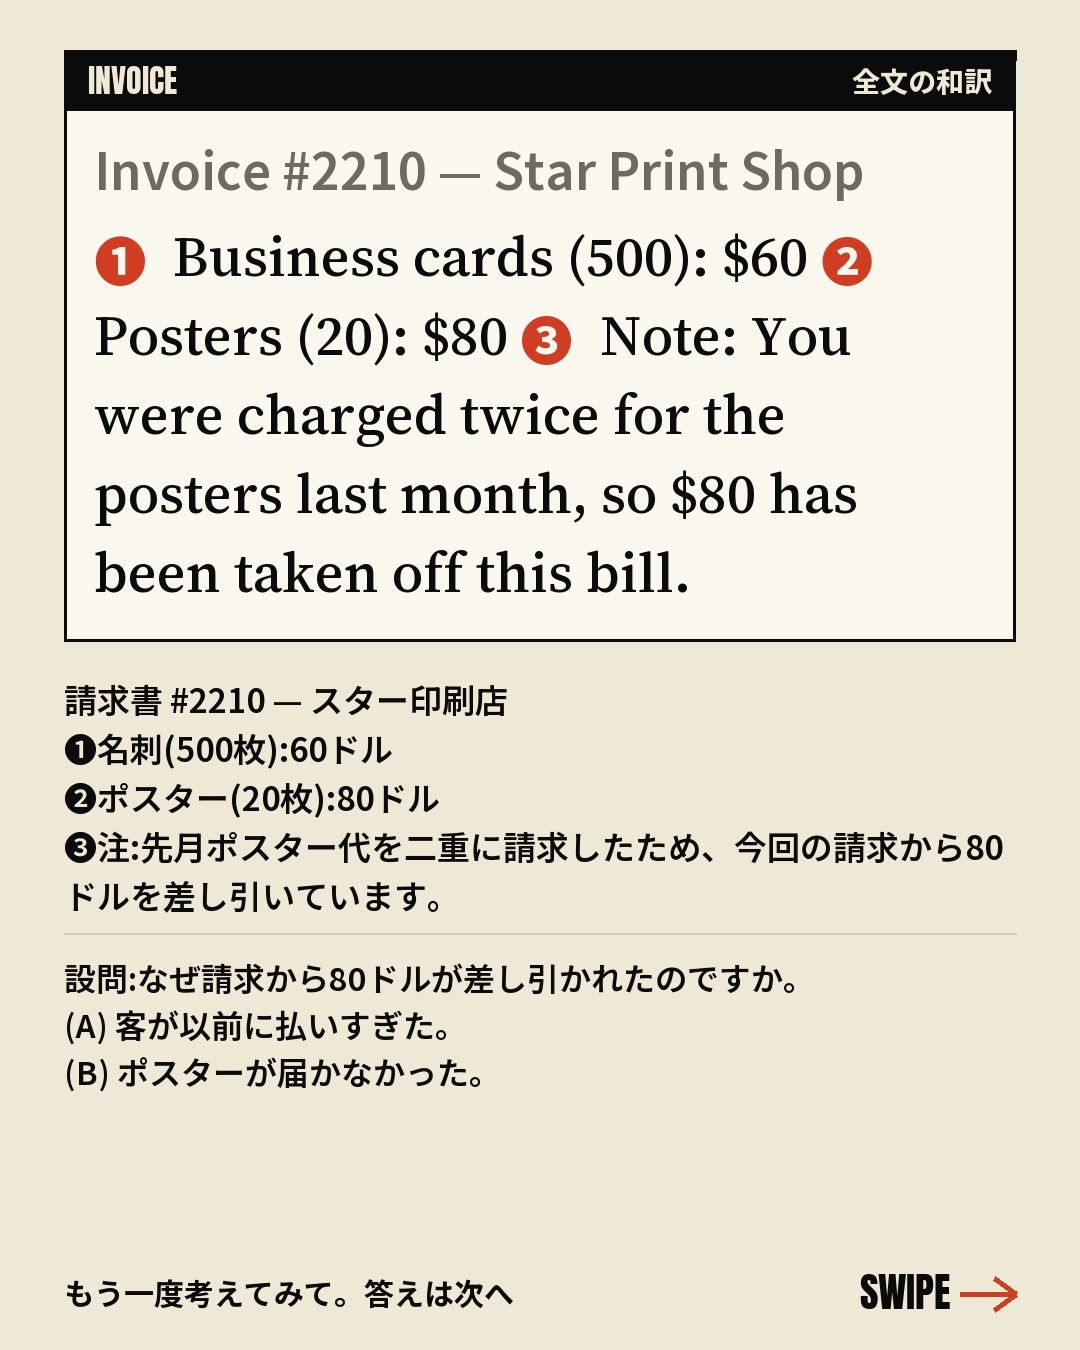 INVOICE
全文の和訳
Invoice #2210 — Star Print Shop
❶ Business cards (500): $60 ❷
Posters (20): $80 ❸ Note: You
were charged twice for the
posters last month, so $80 has
been taken off this bill.
請求書 #2210 — スター印刷店
❶名刺(500枚):60ドル
❷ポスター(20枚):80ドル
❸注:先月ポスター代を二重に請求したため、今回の請求から80
ドルを差し引いています。
設問:なぜ請求から80ドルが差し引かれたのですか。
(A) 客が以前に払いすぎた。
(B) ポスターが届かなかった。
もう一度考えてみて。答えは次へ
SWIPE →